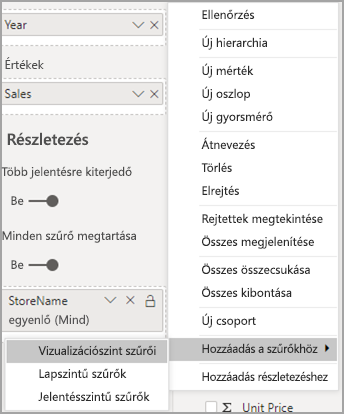 Year
Értékek
Sales
Részletezés
Több jelentésre kiterjedő
Be
Minden szűrő megtartása
Be
StoreName
egyenlő (Mind)
Ellenőrzés
Új hierarchia
Új mérték
Új oszlop
Új gyorsmérő
Átnevezés
Törlés
Elrejtés
Rejtettek megtekintése
Összes megjelenítése
Összes összecsukása
Összes kibontása
Új csoport
Hozzáadás a szűrőkhöz
Hozzáadás részletezéshez
Vizualizációszint szűrői
Lapszintű szűrők
Jelentésszintű szűrők
Unit Price